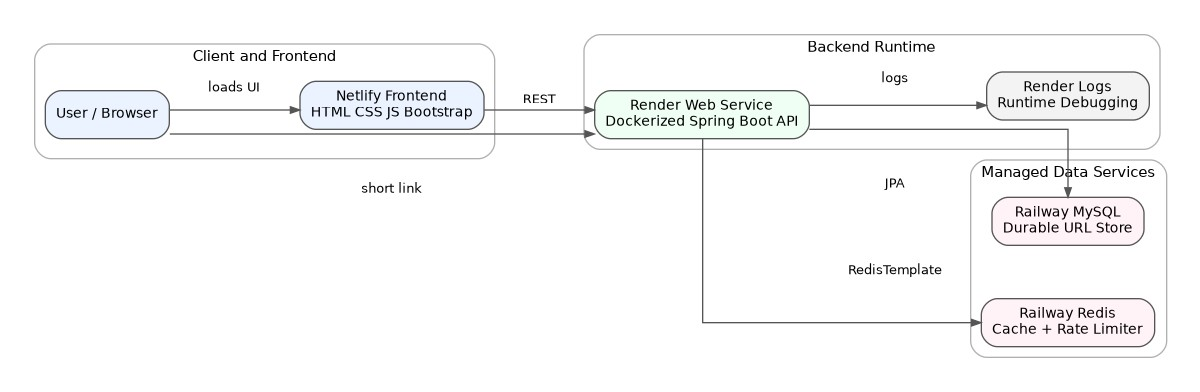 Client and Frontend
User / Browser
loads UI
Netlify Frontend
HTML CSS JS Bootstrap
REST
short link
Backend Runtime
Render Web Service
Dockerized Spring Boot API
logs
Render Logs
Runtime Debugging
JPA
RedisTemplate
Managed Data Services
Railway MySQL
Durable URL Store
Railway Redis
Cache + Rate Limiter